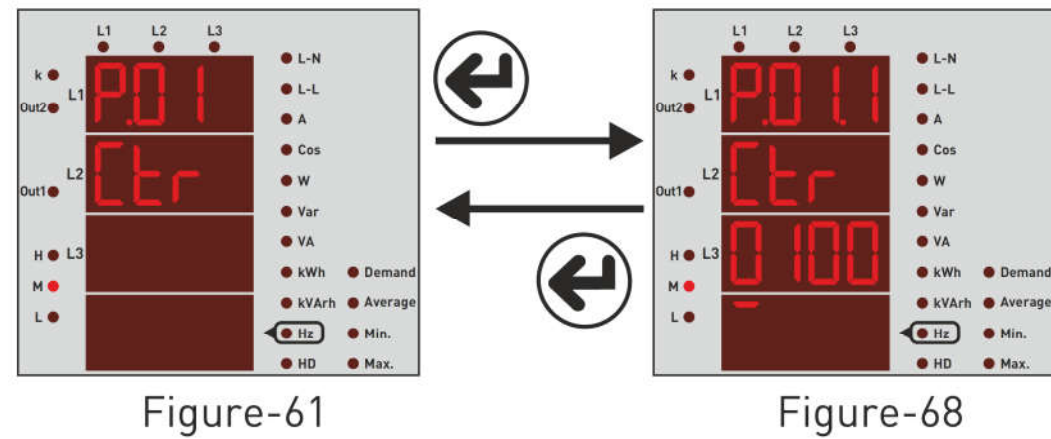 L1 L2 L3
k
Out2
L1
P.01
L-N
L-L
A
Out1
L2
Ctr
Cos
W
Var
H
M
L
L3
VA
kWh
Demand
kVArh
Average
Hz
Min.
HD
Max.
Figure-61
L1 L2 L3
k
Out2
L1
P.01.1
L-N
L-L
A
Out1
L2
Ctr
Cos
W
Var
H
M
L
L3
0100
VA
kWh
Demand
kVArh
Average
Hz
Min.
HD
Max.
Figure-68